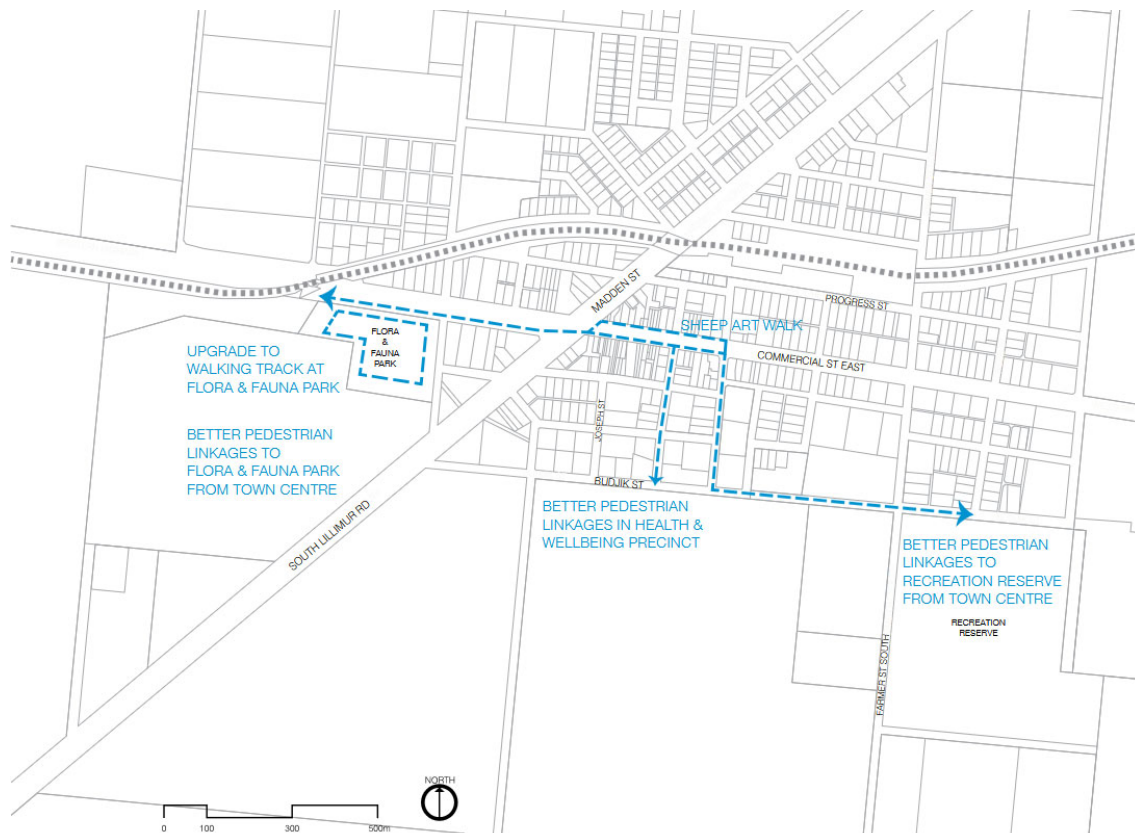 MADDEN ST
PROGRESS ST
SHEEP ART WALK
COMMERCIAL ST EAST
FLORA
&
FAUNA
PARK
UPGRADE TO
WALKING TRACK AT
FLORA & FAUNA PARK
BETTER PEDESTRIAN
LINKAGES TO
FLORA & FAUNA PARK
FROM TOWN CENTRE
JOSEPH ST
BUDJIK ST
BETTER PEDESTRIAN
LINKAGES IN HEALTH &
WELLBEING PRECINCT
SOUTH LILLIMUR RD
BETTER PEDESTRIAN
LINKAGES TO
RECREATION RESERVE
FROM TOWN CENTRE
RECREATION
RESERVE
FARMER ST SOUTH
NORTH
0 100 300 500m